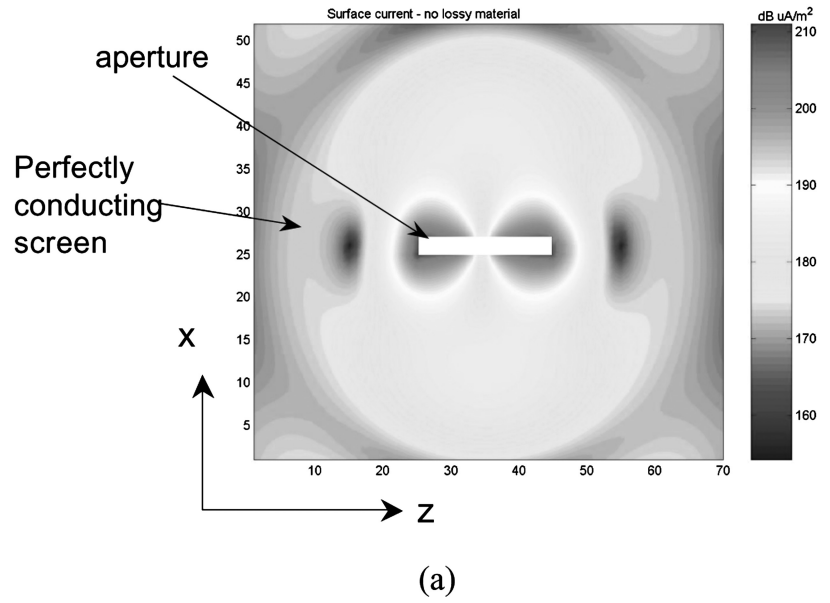 Surface current - no lossy material
dB uA/m²
aperture
Perfectly
conducting
screen
50
45
40
35
30
25
20
15
10
5
10 20 30 40 50 60 70
210
200
190
180
170
160
x
z
(a)